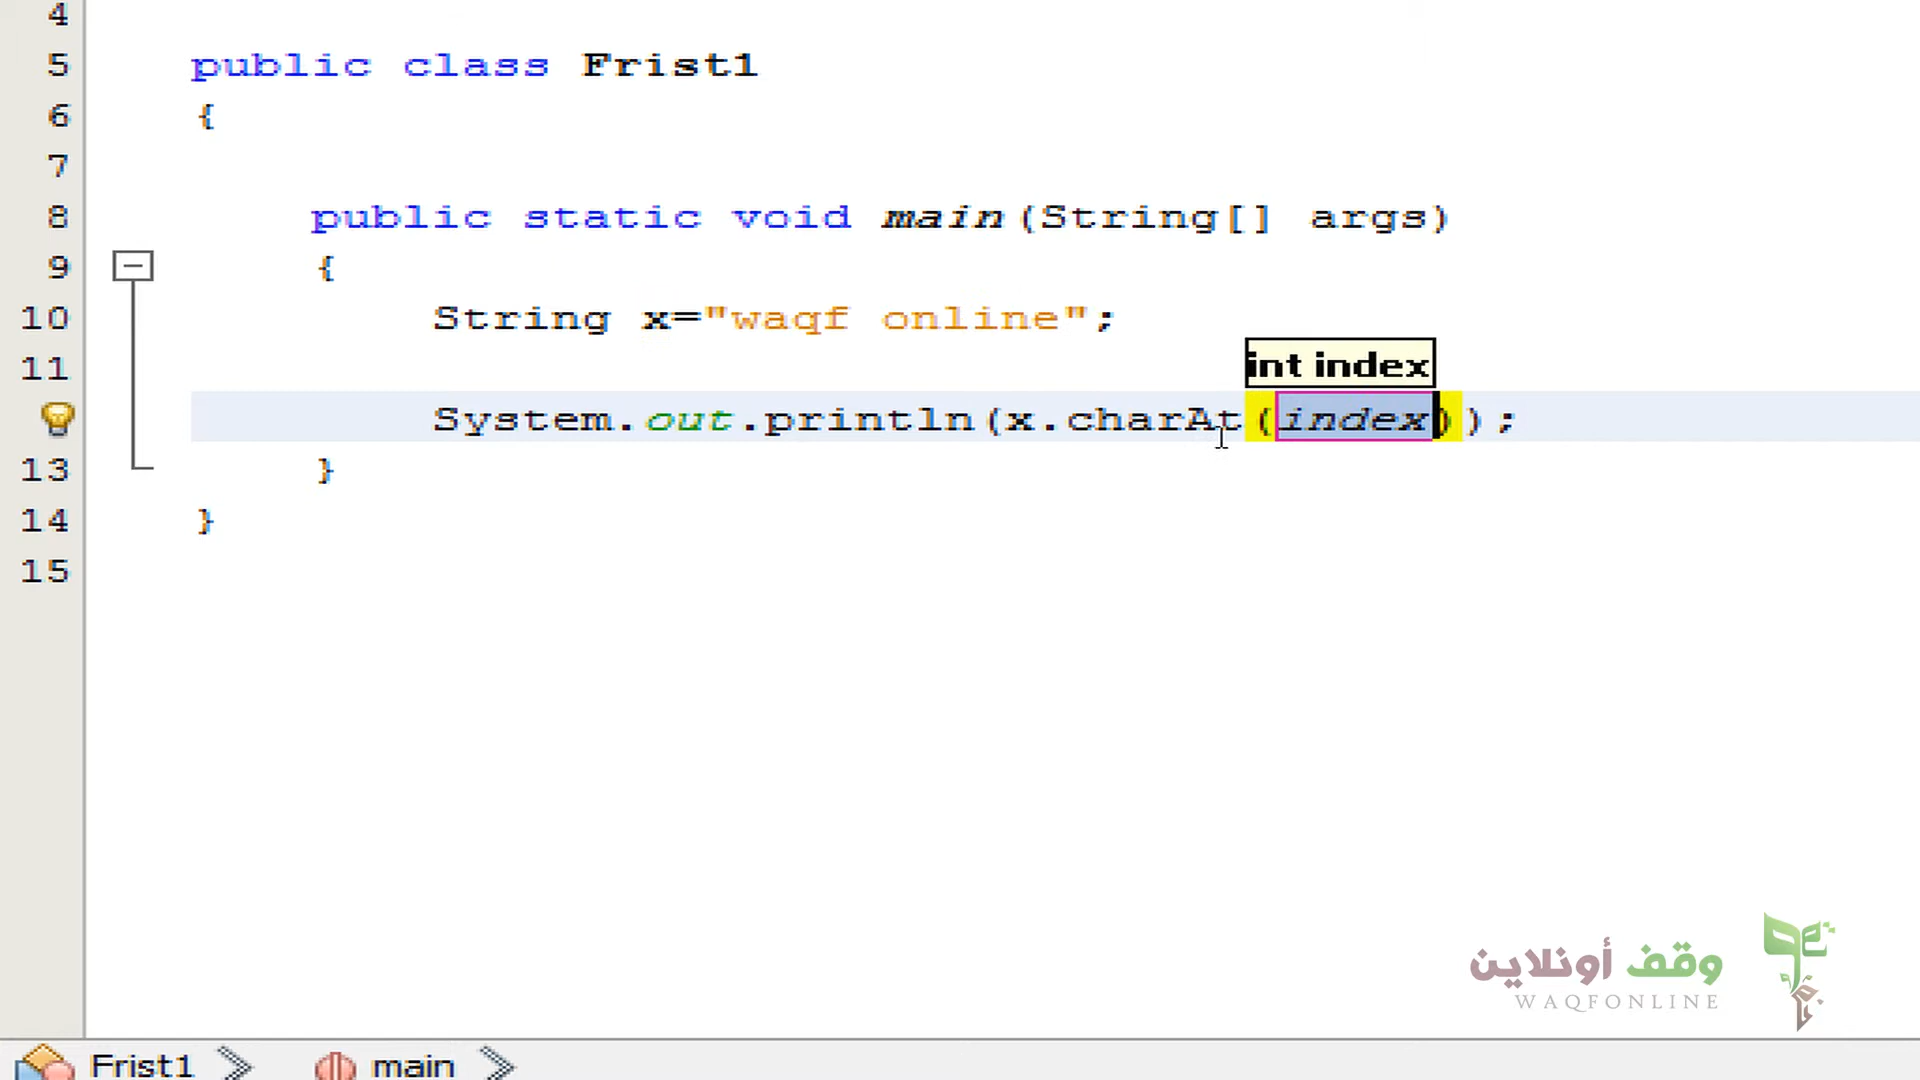 4
5 public class Frist1
6 {
7
8 public static void main(String[] args)
9 {
10 String x="waqf online";
11
int index
System.out.println(x.charAt(index));
13 }
14 }
15
وقف أونلاين
WAQFONLINE
Frist1 main